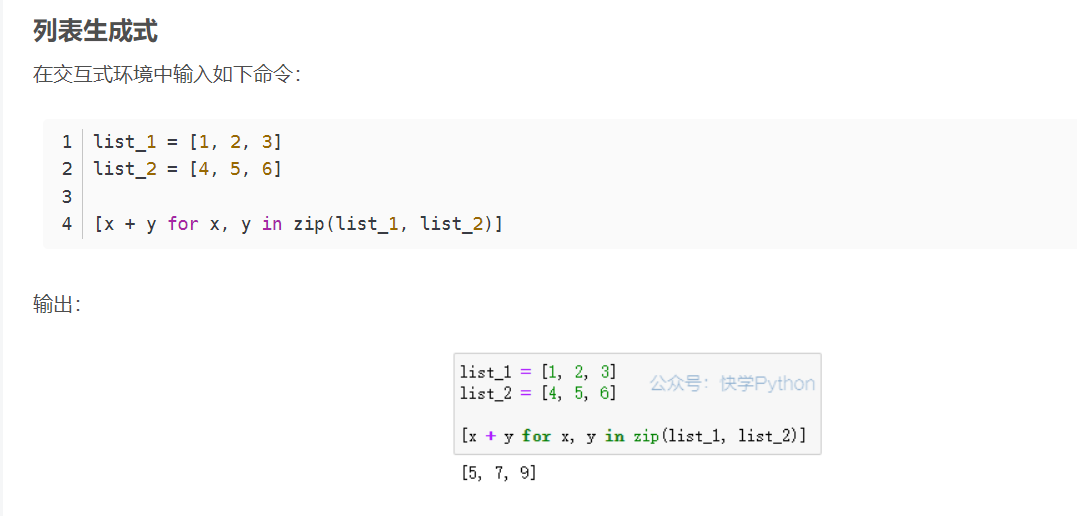 列表生成式
在交互式环境中输入如下命令：
1 list_1 = [1, 2, 3]
2 list_2 = [4, 5, 6]
3
4 [x + y for x, y in zip(list_1, list_2)]
输出：
list_1 = [1, 2, 3]
公众号：快学Python
list_2 = [4, 5, 6]
[x + y for x, y in zip(list_1, list_2)]
[5, 7, 9]